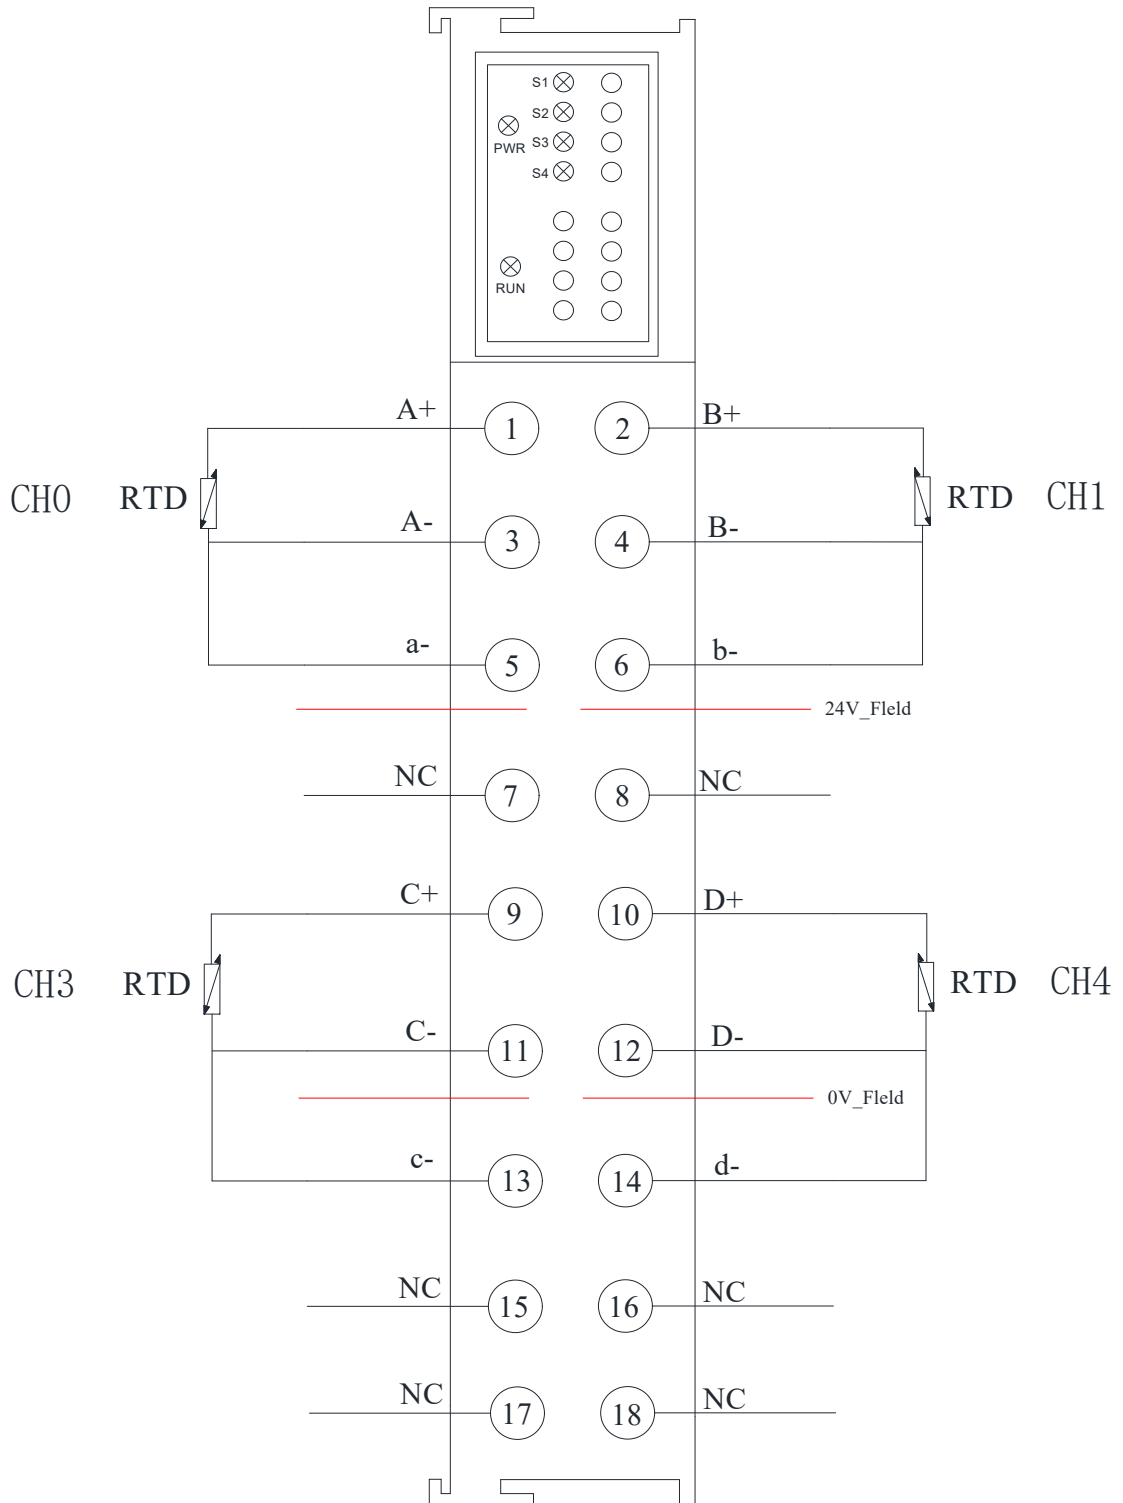 S1
S2
PWR S3
S4
RUN
A+ 1 2 B+
CH0 RTD RTD CH1
A- 3 4 B-
a- 5 6 b-
24V_Fleld
NC 7 8 NC
C+ 9 10 D+
CH3 RTD RTD CH4
C- 11 12 D-
0V_Fleld
c- 13 14 d-
NC 15 16 NC
NC 17 18 NC